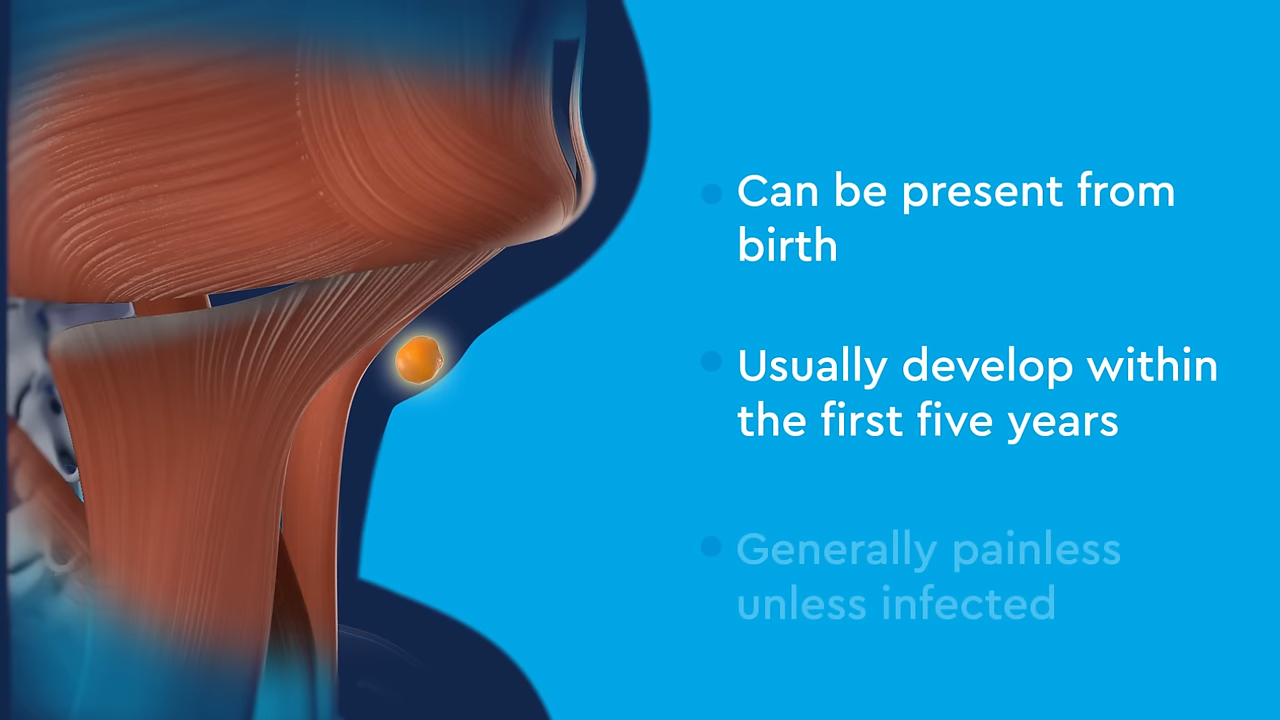 Can be present from
birth
Usually develop within
the first five years
Generally painless
unless infected